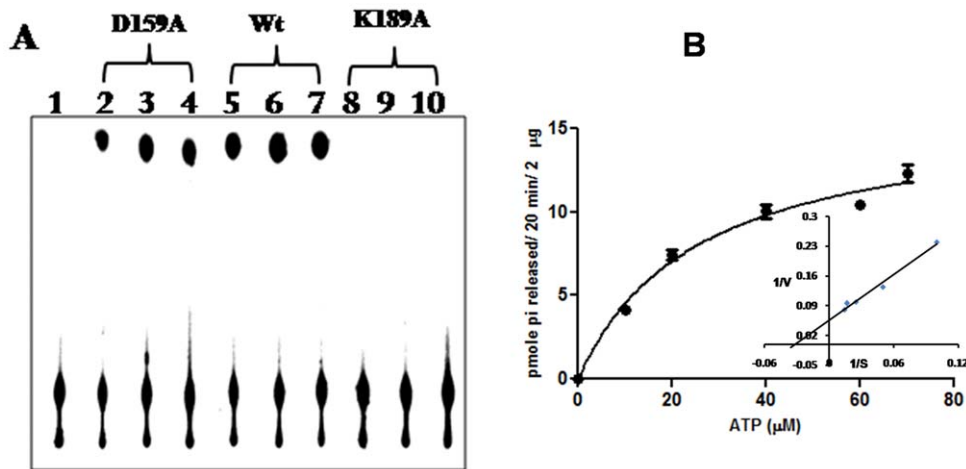 A
D159A Wt K189A
1 2 3 4 5 6 7 8 9 10
B
pmole pi released/ 20 min/ 2 μg
15
10
5
0
0 20 40 60 80
ATP (μM)
0.3
0.23
0.16
0.09
0.02
-0.05
1/V
-0.06 0 0.06 0.12
1/S